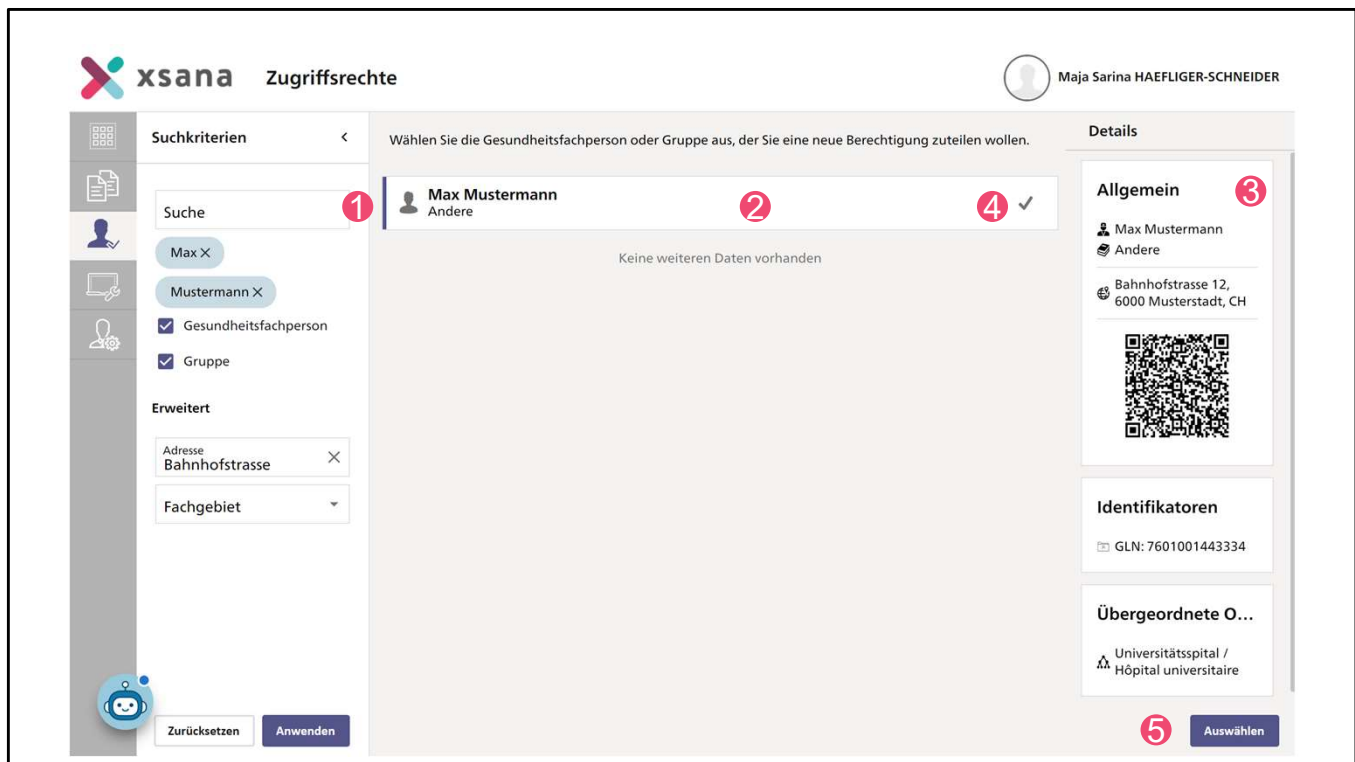 xsana Zugriffsrechte
Maja Sarina HAEFLIGER-SCHNEIDER
Suchkriterien
Suche
1
Max
Mustermann
Gesundheitsfachperson
Gruppe
Erweitert
Adresse
Bahnhofstrasse
Fachgebiet
Zurücksetzen
Anwenden
Wählen Sie die Gesundheitsfachperson oder Gruppe aus, der Sie eine neue Berechtigung zuteilen wollen.
Max Mustermann
Andere
2
4
Keine weiteren Daten vorhanden
Details
Allgemein
3
Max Mustermann
Andere
Bahnhofstrasse 12,
6000 Musterstadt, CH
Identifikatoren
GLN: 7601001443334
Übergeordnete O...
Universitätsspital /
Hôpital universitaire
5
Auswählen